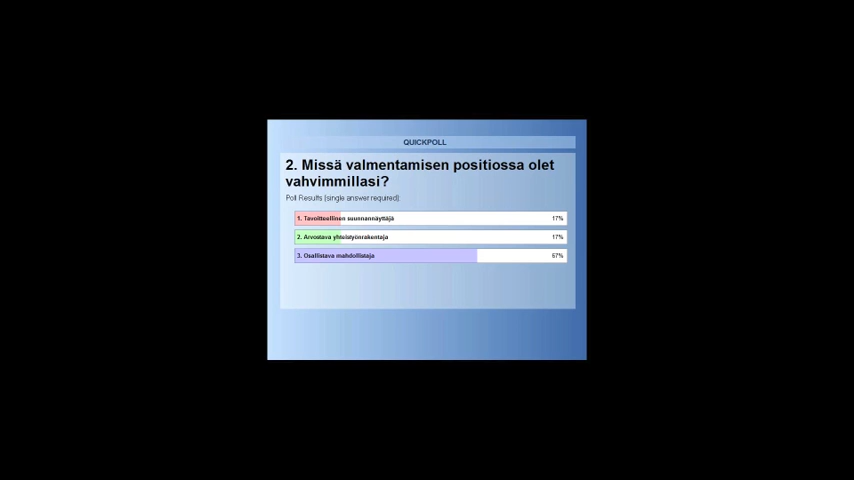 QUICKPOLL
2. Missä valmentamisen positiossa olet
vahvimmillasi?
Poll Results (single answer required)
1. Tavoitteellinen suunnannäyttäjä 17%
2. Arvostava yhteistyönrakentaja 17%
3. Osallistava mahdollistaja 67%